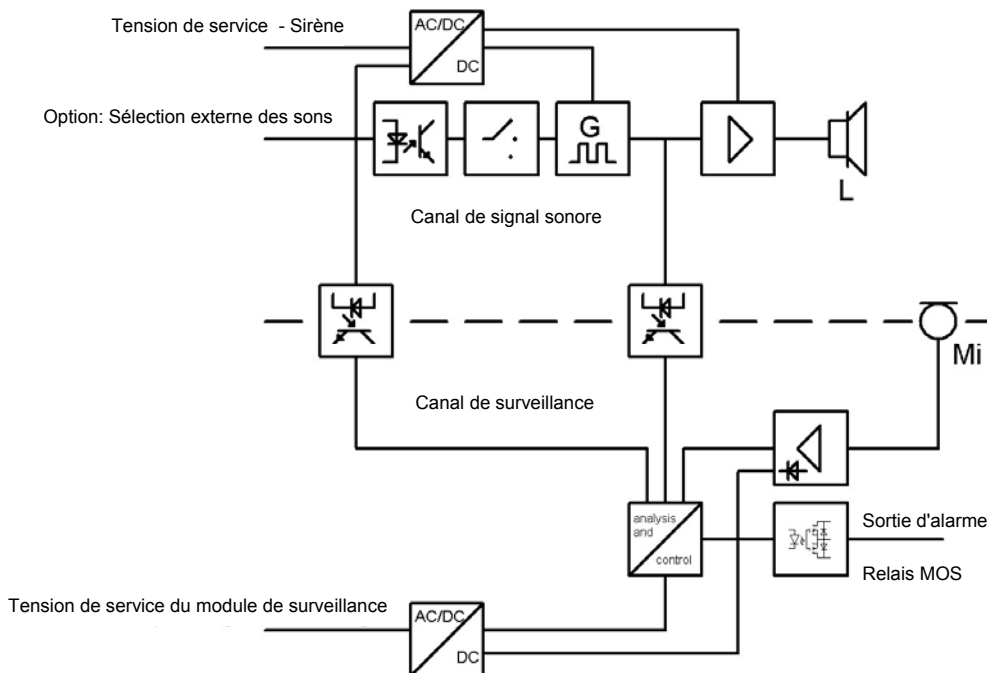 Tension de service - Sirène
AC/DC
DC
Option: Sélection externe des sons
G
L
Canal de signal sonore
Mi
Canal de surveillance
analysis
and
control
Sortie d'alarme
Relais MOS
Tension de service du module de surveillance
AC/DC
DC